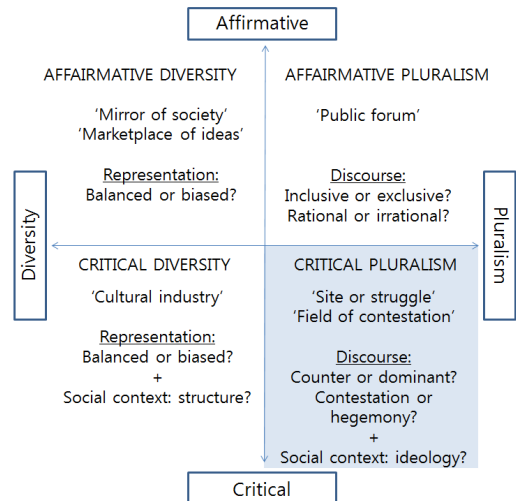 Affirmative
AFFAIRMATIVE DIVERSITY
'Mirror of society'
'Marketplace of ideas'
Representation:
Balanced or biased?
AFFAIRMATIVE PLURALISM
'Public forum'
Discourse:
Inclusive or exclusive?
Rational or irrational?
Diversity
Pluralism
CRITICAL DIVERSITY
'Cultural industry'
Representation:
Balanced or biased?
+
Social context: structure?
CRITICAL PLURALISM
'Site or struggle'
'Field of contestation'
Discourse:
Counter or dominant?
Contestation or
hegemony?
+
Social context: ideology?
Critical